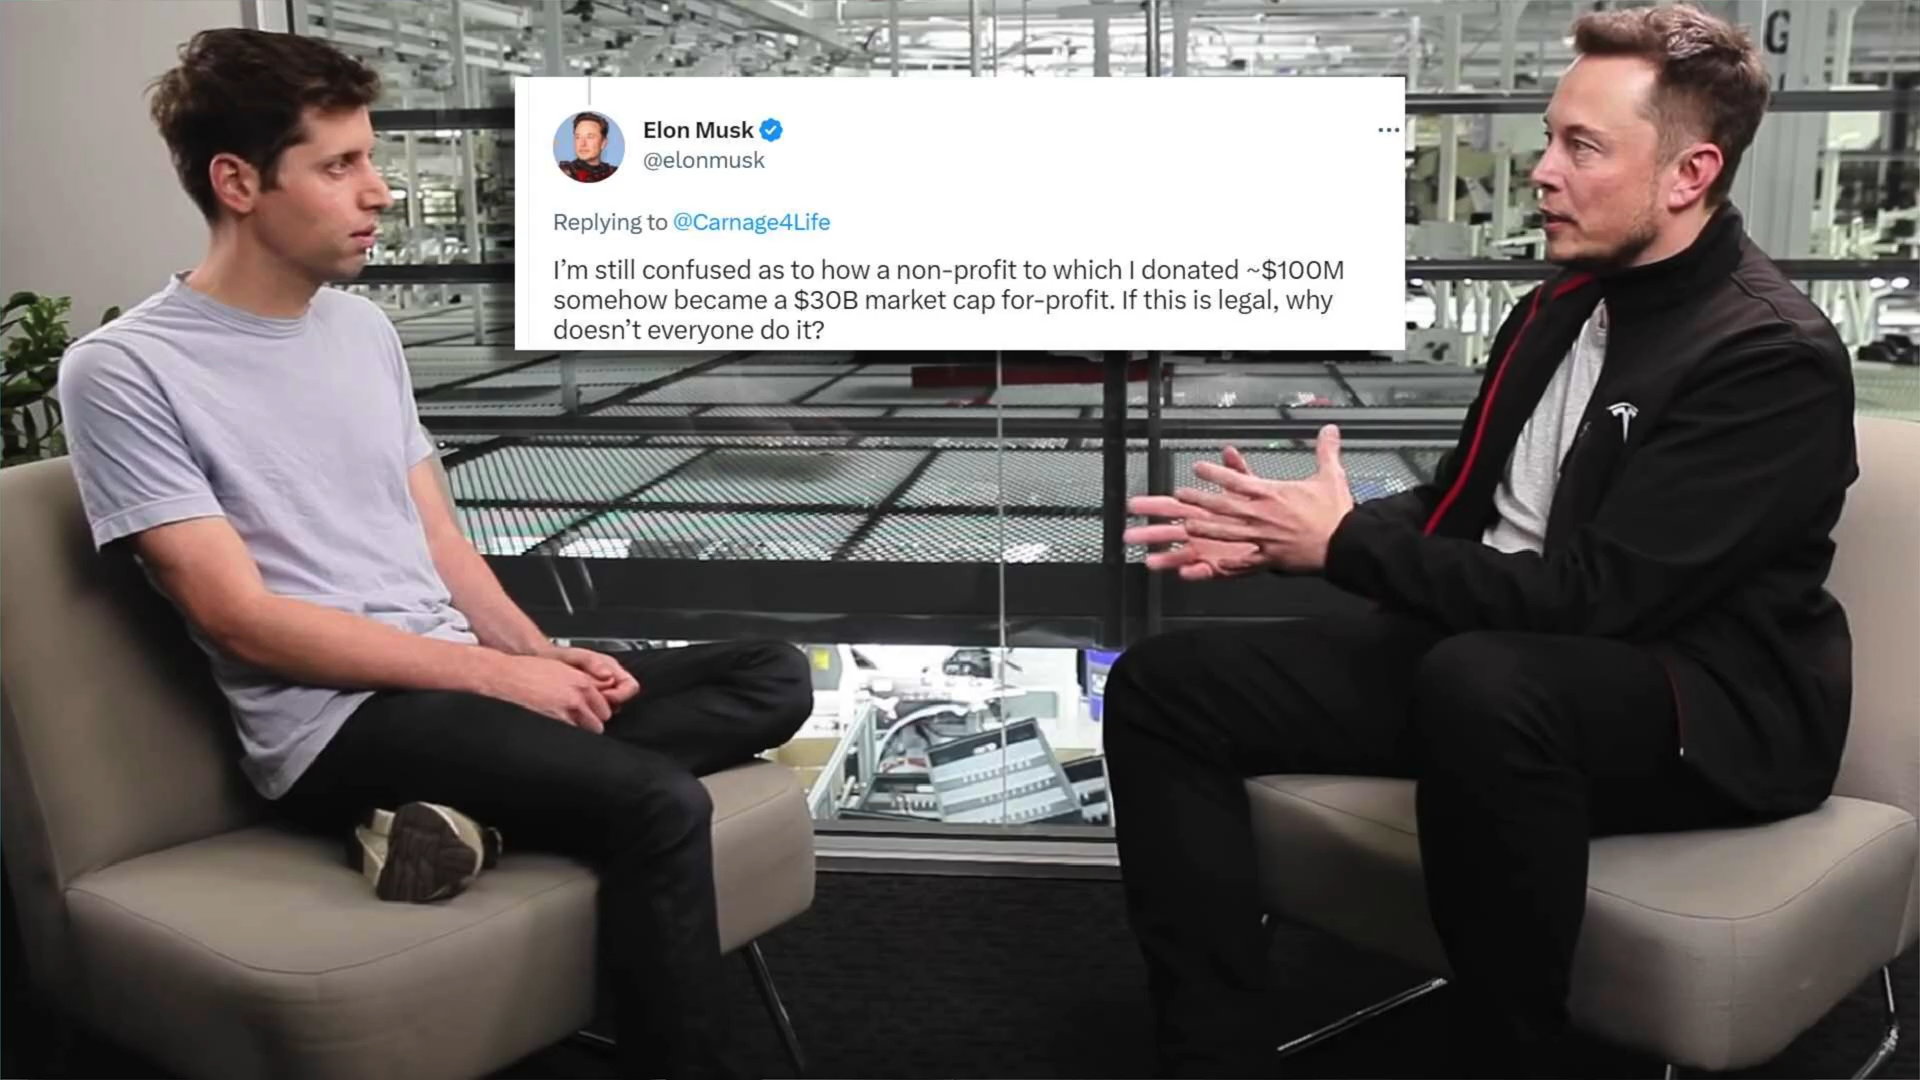 Elon Musk
@elonmusk
Replying to @Carnage4Life
I'm still confused as to how a non-profit to which I donated ~$100M
somehow became a $30B market cap for-profit. If this is legal, why
doesn't everyone do it?
G